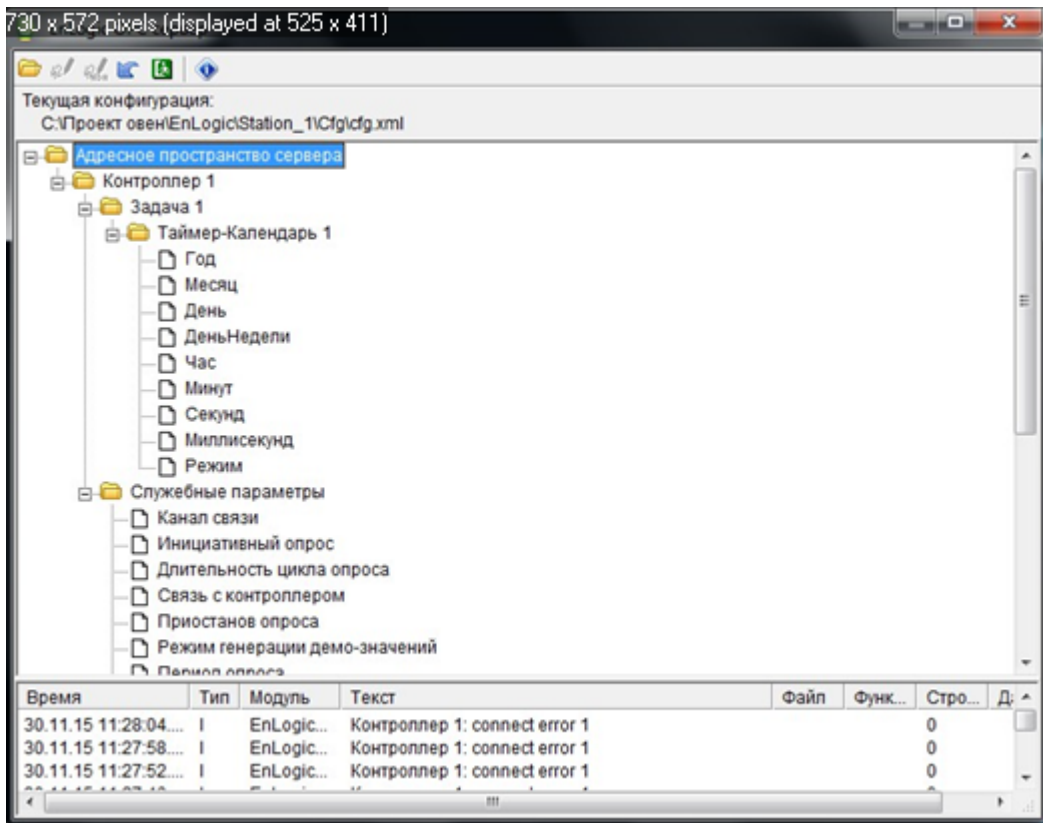 730 x 572 pixels (displayed at 525 x 411)
Текущая конфигурация:
C:\Проект овен\EnLogic\Station_1\Cfg\cfg.xml
Адресное пространство сервера
Контроллер 1
Задача 1
Таймер-Календарь 1
Год
Месяц
День
ДеньНедели
Час
Минут
Секунд
Миллисекунд
Режим
Служебные параметры
Канал связи
Инициативный опрос
Длительность цикла опроса
Связь с контроллером
Приостанов опроса
Режим генерации демо-значений
Период опроса
Время Тип Модуль Текст Файл Функ... Стро...
30.11.15 11:28:04.... I EnLogic... Контроллер 1: connect error 1 0
30.11.15 11:27:58.... I EnLogic... Контроллер 1: connect error 1 0
30.11.15 11:27:52.... I EnLogic... Контроллер 1: connect error 1 0